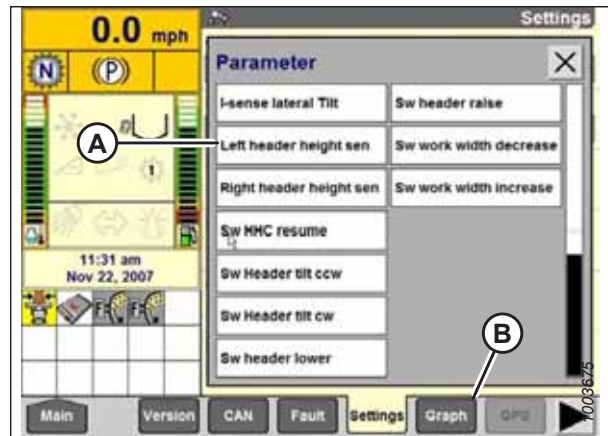 0.0 mph
Settings
N
(P)
Parameter
X
I-sense lateral Tilt
Sw header raise
A
Left header height sen
Sw work width decrease
1
Right header height sen
Sw work width increase
Sw HHC resume
11:31 am
Nov 22, 2007
Sw Header tilt ccw
Sw Header tilt cw
B
Sw header lower
Main
Version
CAN
Fault
Settings
Graph
GPS
1003675